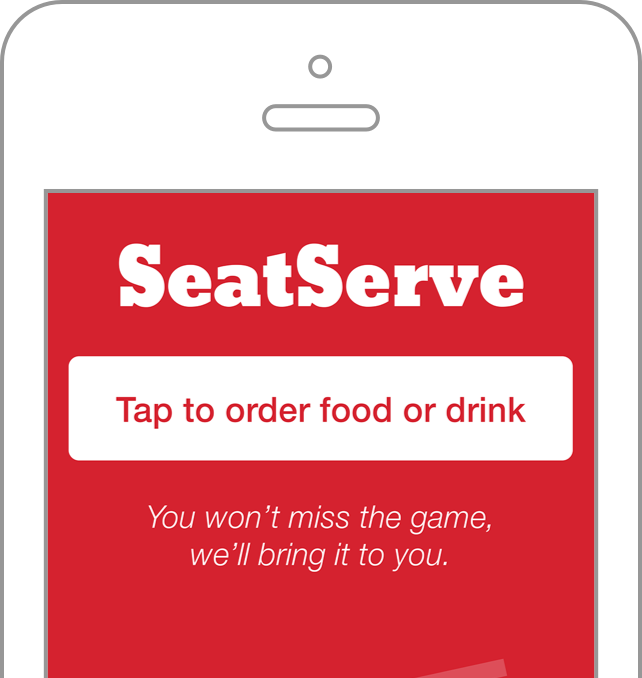 SeatServe
Tap to order food or drink
You won’t miss the game,
we’ll bring it to you.